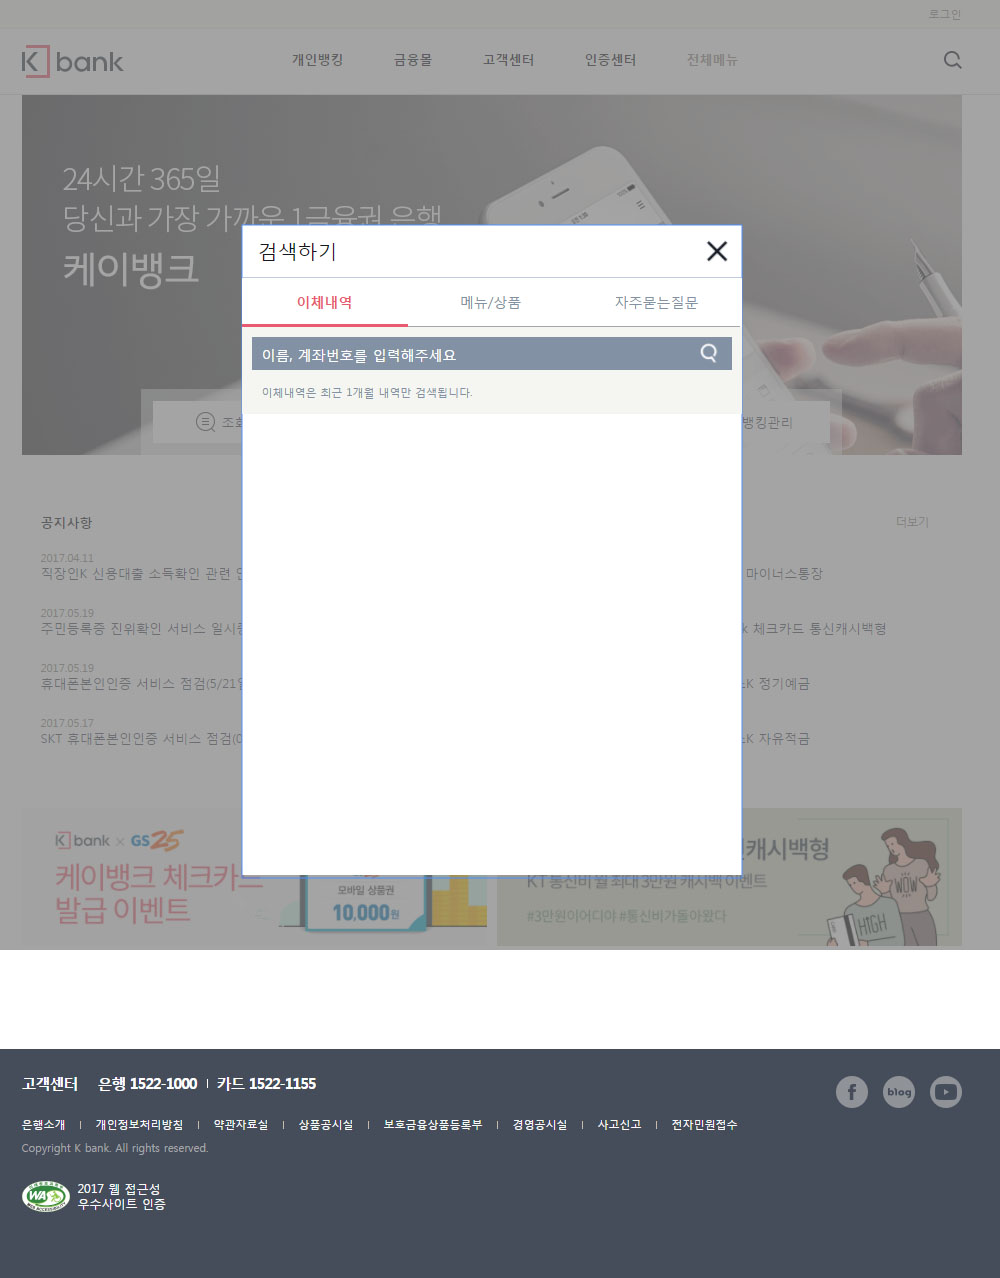 로그인
K bank
개인뱅킹 금융몰 고객센터 인증센터 전체메뉴
24시간 365일
당신과 가장 가까운 1금융권 은행
케이뱅크
검색하기
이체내역 메뉴/상품 자주묻는질문
이름, 계좌번호를 입력해주세요
이체내역은 최근 1개월 내역만 검색됩니다.
뱅킹관리
공지사항
더보기
2017.04.11
직장인K 신용대출 소득확인 관련
마이너스통장
2017.05.19
주민등록증 진위확인 서비스
체크카드 통신캐시백형
2017.05.19
휴대폰본인인증 서비스 점검(5/21
K 정기예금
2017.05.17
SKT 휴대폰본인인증 서비스 점검(0
K 자유적금
K bank × GS25
케이뱅크 체크카드
발급 이벤트
모바일 상품권
10,000원
캐시백형
KT 통신비 월 최대 3만원 캐시백 이벤트
#3만원이어디야 #통신비가돌아왔다
WOW
HIGH
고객센터 은행 1522-1000 카드 1522-1155
blog
은행소개 개인정보처리방침 약관자료실 상품공시실 보호금융상품등록부 경영공시실 사고신고 전자민원접수
Copyright K bank. All rights reserved.
WA
2017 웹 접근성
우수사이트 인증